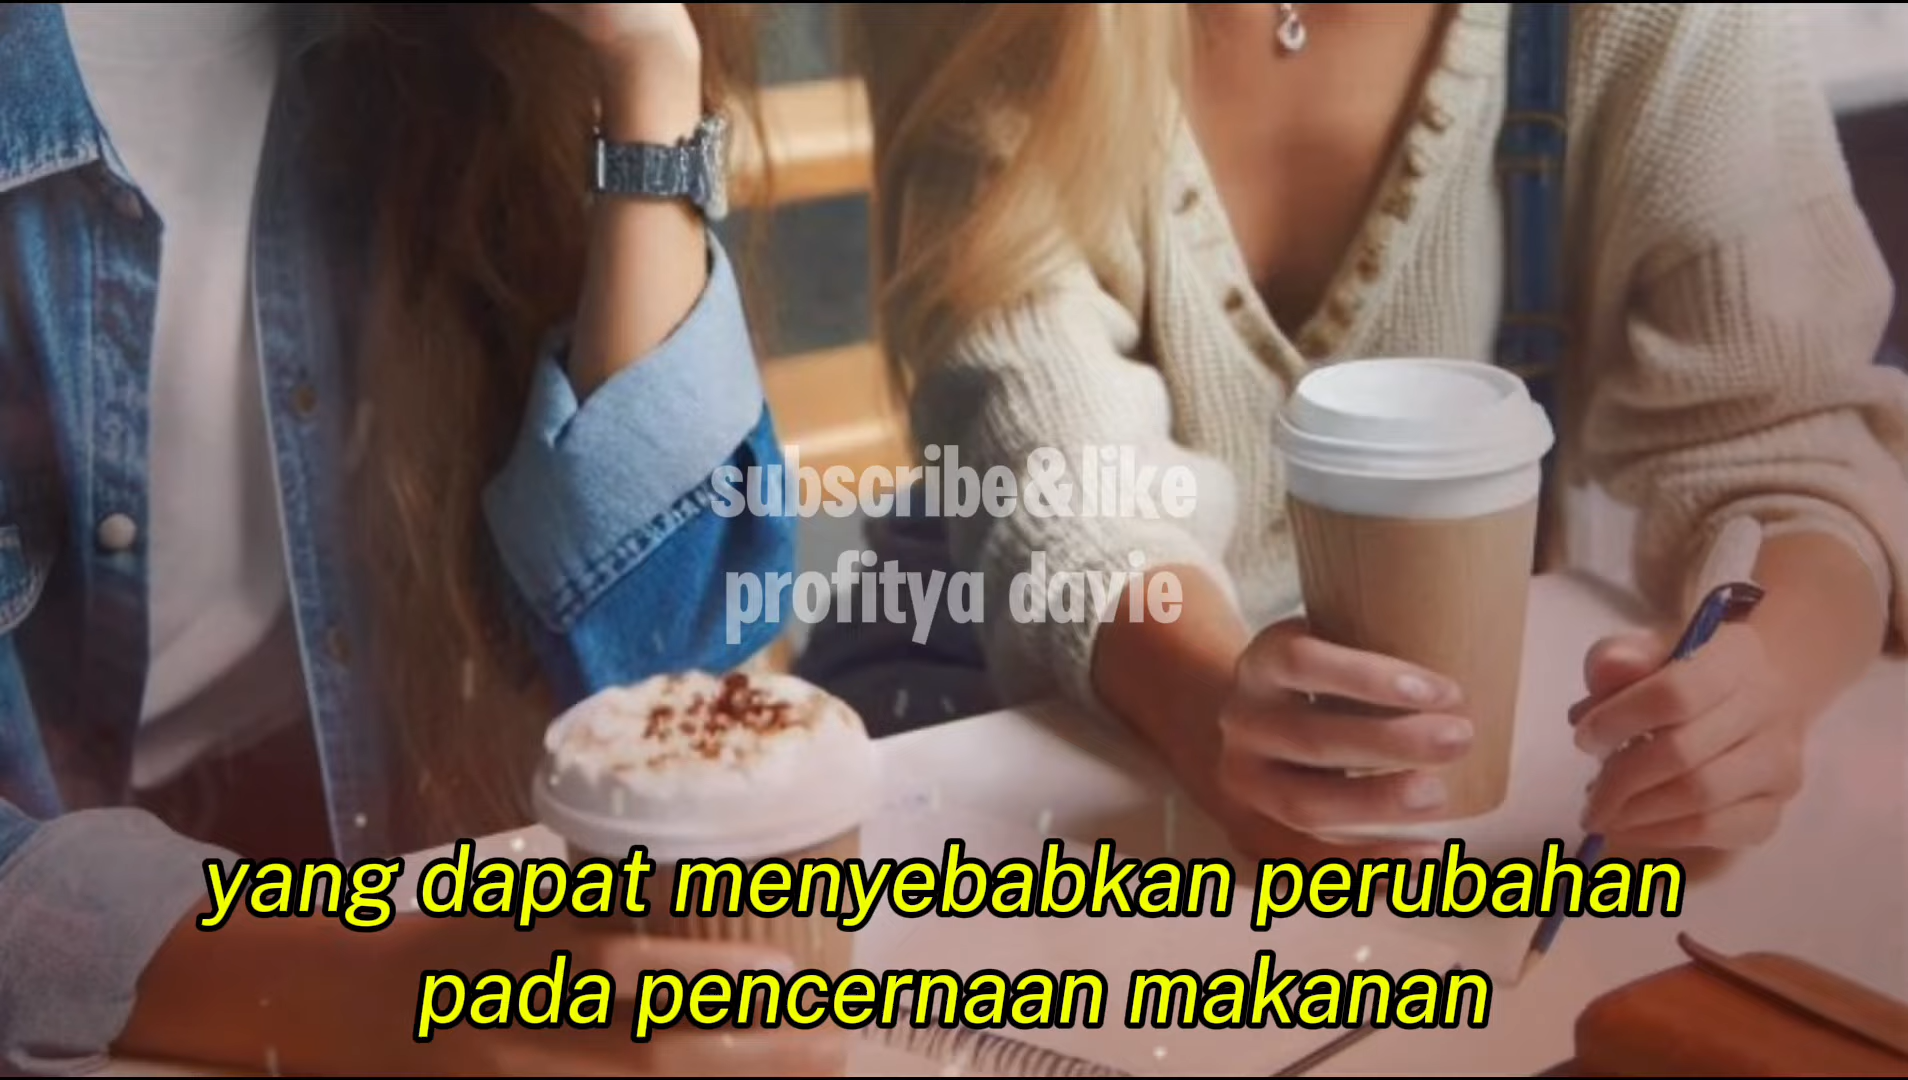 subscribe&like
profitya davie
yang dapat menyebabkan perubahan
pada pencernaan makanan